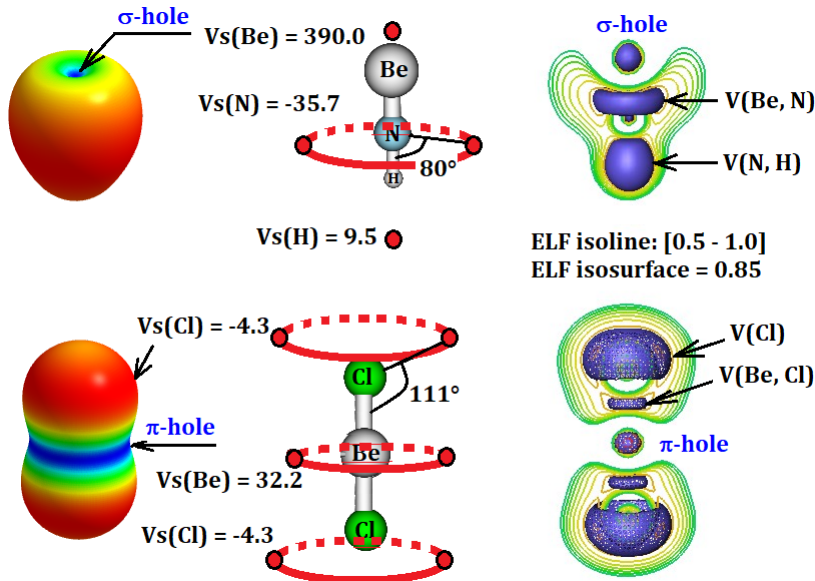 σ-hole
Vs(Be) = 390.0
Be
Vs(N) = -35.7
N
80°
H
Vs(H) = 9.5
σ-hole
V(Be, N)
V(N, H)
ELF isoline: [0.5 - 1.0]
ELF isosurface = 0.85
Vs(Cl) = -4.3
π-hole
Vs(Be) = 32.2
Vs(Cl) = -4.3
Cl
111°
Be
Cl
V(Cl)
V(Be, Cl)
π-hole